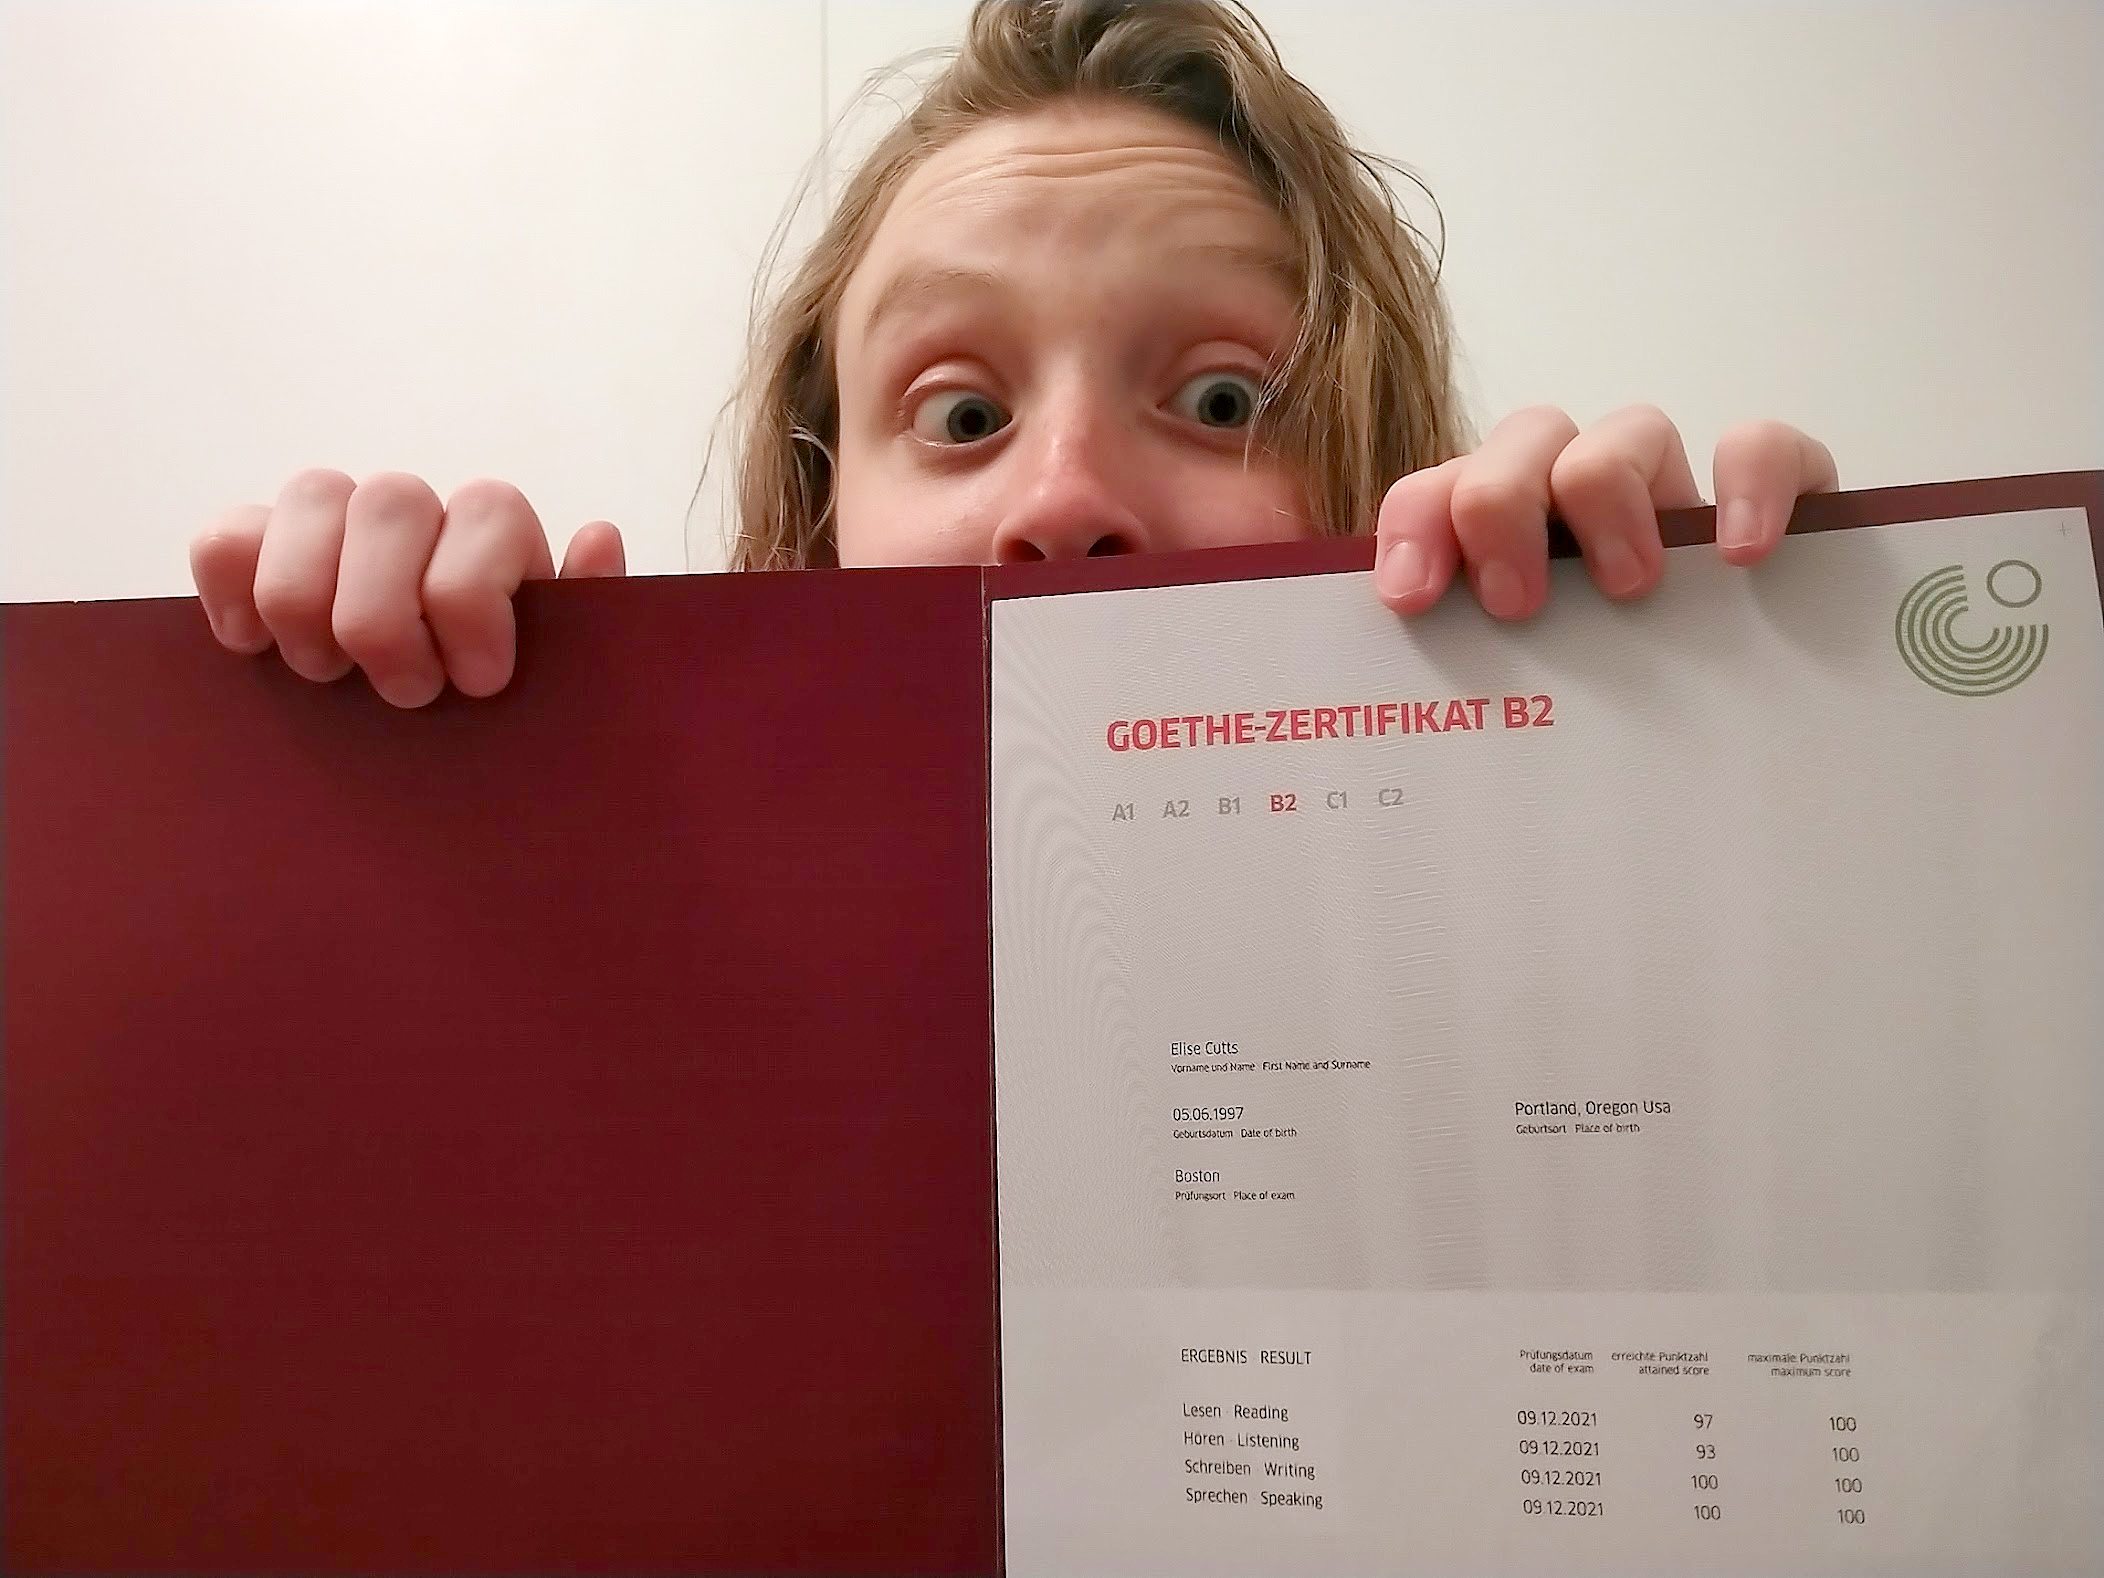 GOETHE-ZERTIFIKAT B2
A1 A2 B1 B2 C1 C2
Elise Cutts
Vorname und Name · First Name and Surname
05.06.1997
Geburtsdatum · Date of birth
Portland, Oregon Usa
Geburtsort · Place of birth
Boston
Prüfungsort · Place of exam
ERGEBNIS · RESULT
Prüfungsdatum erreichte Punktzahl maximale Punktzahl
date of exam attained score maximum score
Lesen · Reading 09.12.2021 97 100
Hören · Listening 09.12.2021 93 100
Schreiben · Writing 09.12.2021 100 100
Sprechen · Speaking 09.12.2021 100 100